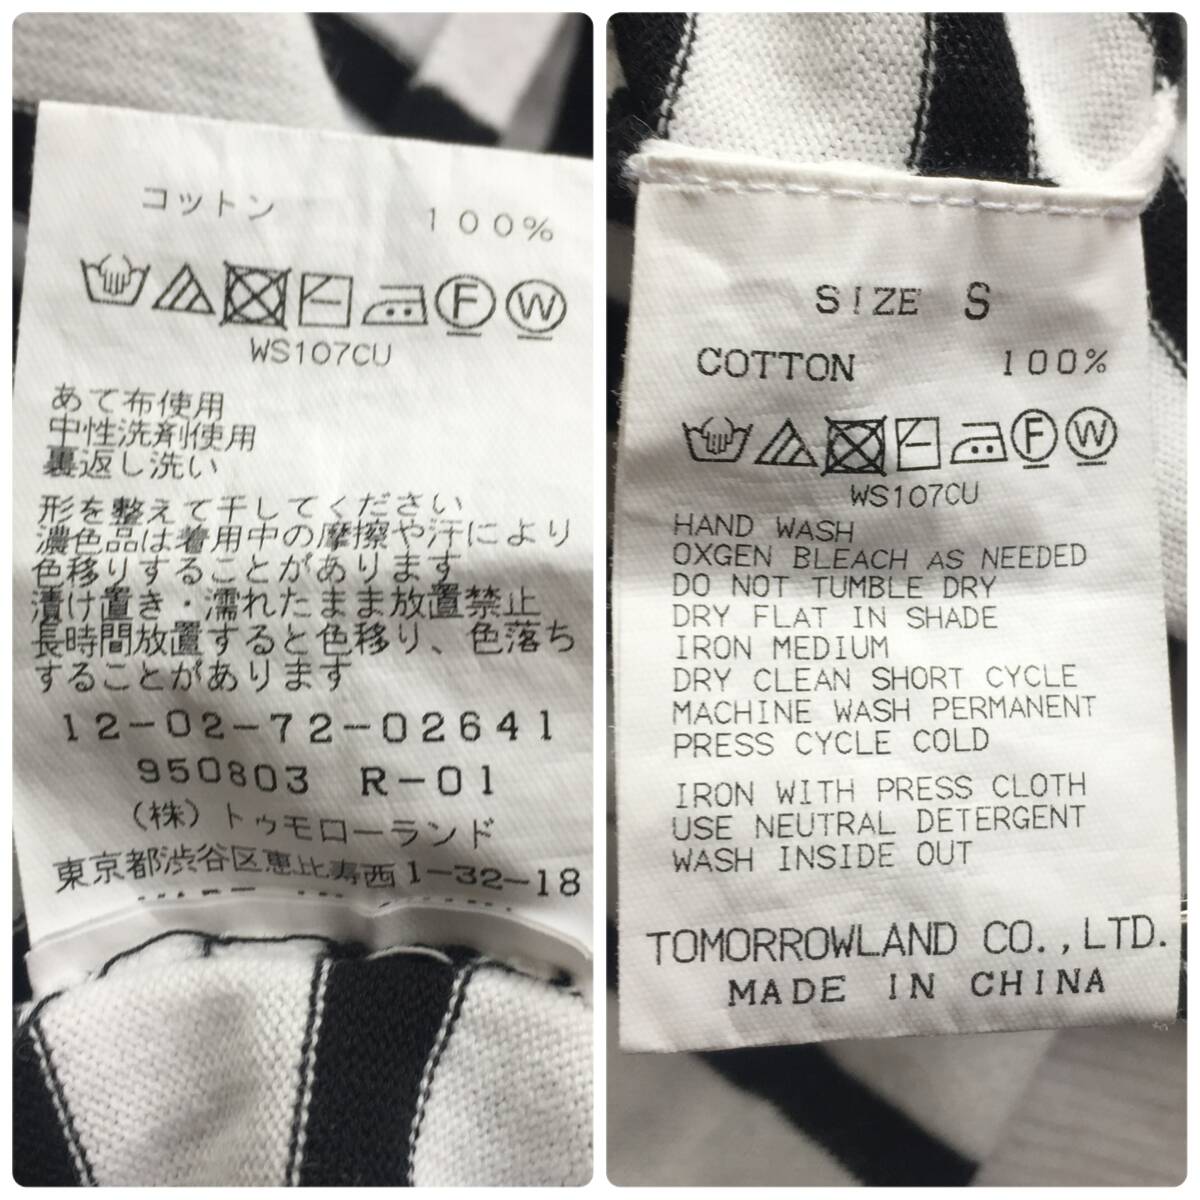 コットン 100%
F W
WS107CU
あて布使用
中性洗剤使用
裏返し洗い
形を整えて干してください
濃色品は着用中の摩擦や汗により
色移りすることがあります
漬け置き・濡れたまま放置禁止
長時間放置すると色移り、色落ち
することがあります
12-02-72-02641
950803 R-01
(株)トゥモローランド
東京都渋谷区恵比寿西1-32-18
SIZE S
COTTON 100%
F W
WS107CU
HAND WASH
OXGEN BLEACH AS NEEDED
DO NOT TUMBLE DRY
DRY FLAT IN SHADE
IRON MEDIUM
DRY CLEAN SHORT CYCLE
MACHINE WASH PERMANENT
PRESS CYCLE COLD
IRON WITH PRESS CLOTH
USE NEUTRAL DETERGENT
WASH INSIDE OUT
TOMORROWLAND CO.,LTD.
MADE IN CHINA